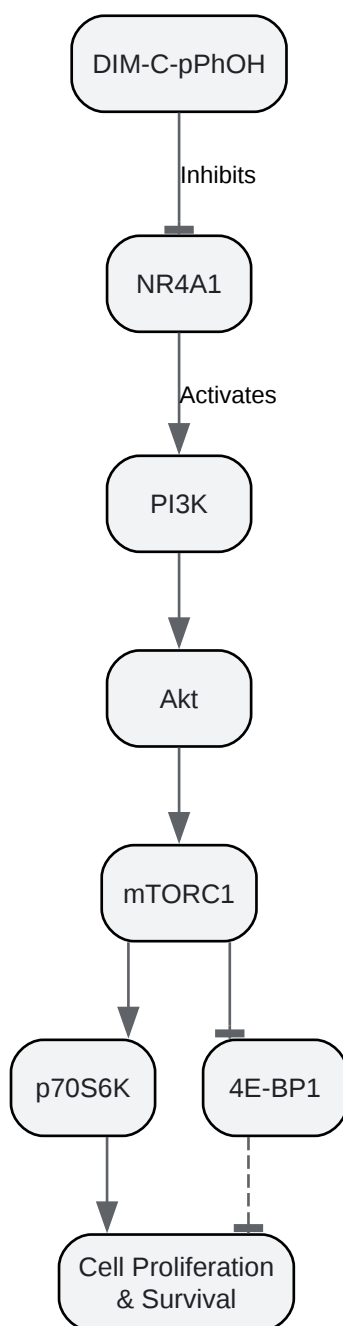 DIM-C-pPhOH
Inhibits
NR4A1
Activates
PI3K
Akt
mTORC1
p70S6K
4E-BP1
Cell Proliferation
& Survival